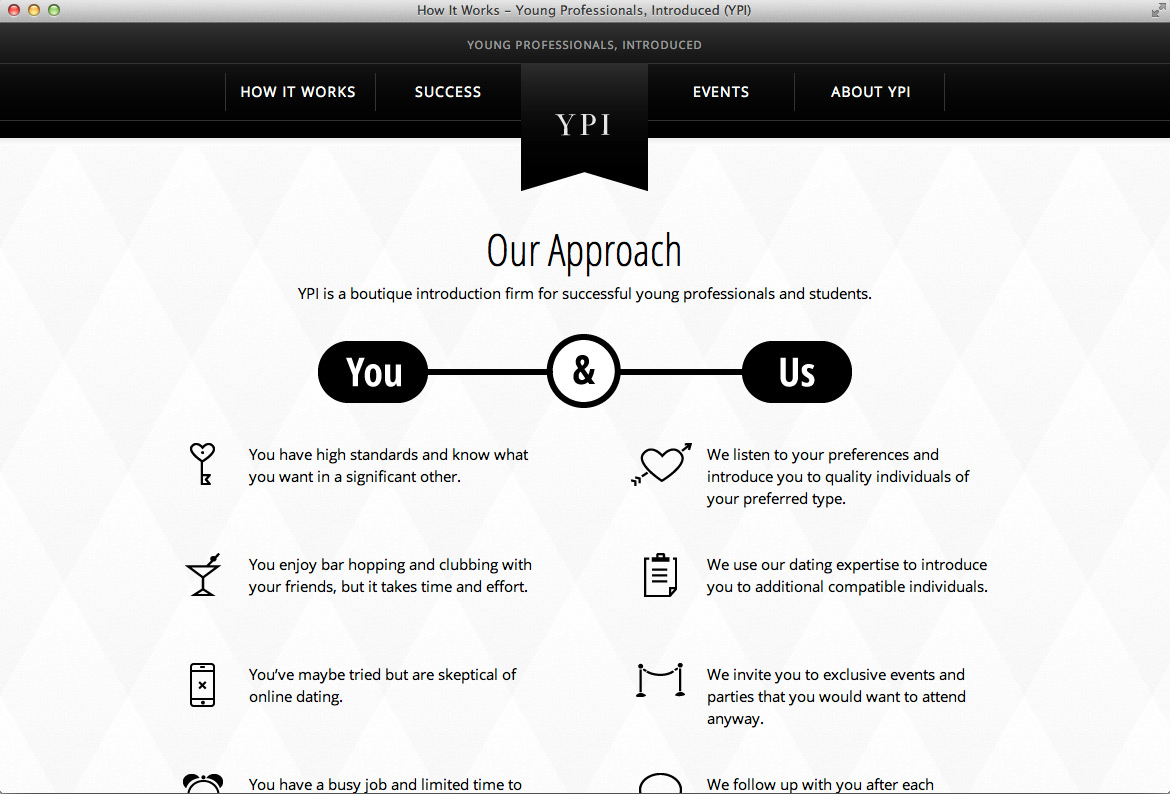 How It Works – Young Professionals, Introduced (YPI)
YOUNG PROFESSIONALS, INTRODUCED
HOW IT WORKS
SUCCESS
YPI
EVENTS
ABOUT YPI
Our Approach
YPI is a boutique introduction firm for successful young professionals and students.
You
&
Us
You have high standards and know what
you want in a significant other.
We listen to your preferences and
introduce you to quality individuals of
your preferred type.
You enjoy bar hopping and clubbing with
your friends, but it takes time and effort.
We use our dating expertise to introduce
you to additional compatible individuals.
You’ve maybe tried but are skeptical of
online dating.
We invite you to exclusive events and
parties that you would want to attend
anyway.
You have a busy job and limited time to
We follow up with you after each